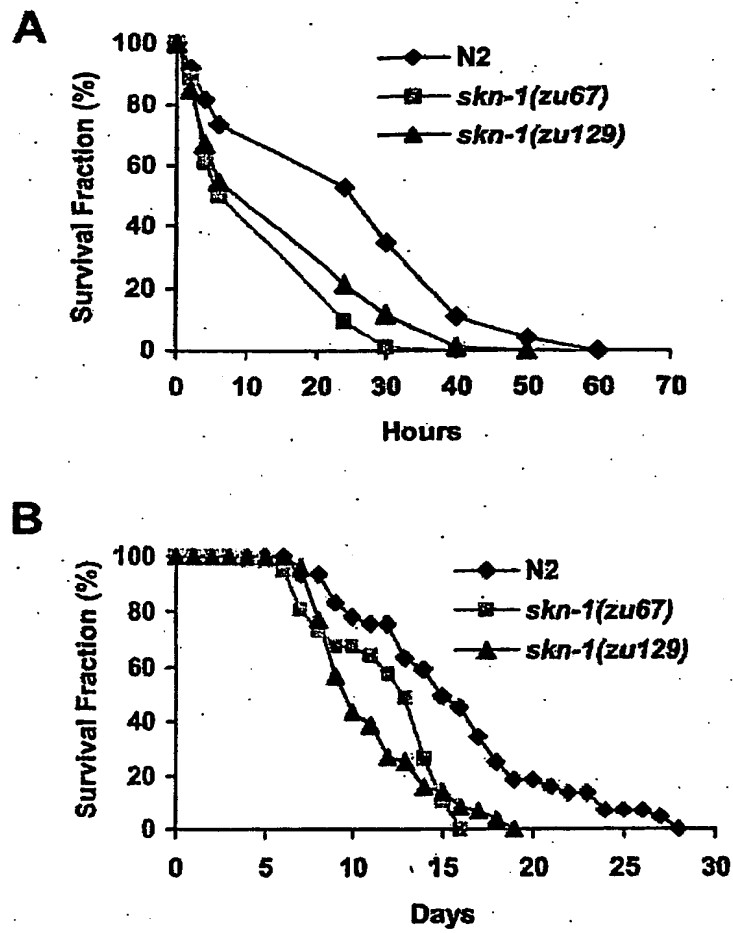 A
100
80
60
40
20
0
Survival Fraction (%)
N2
skn-1(zu67)
skn-1(zu129)
0 10 20 30 40 50 60 70
Hours
B
100
80
60
40
20
0
Survival Fraction (%)
N2
skn-1(zu67)
skn-1(zu129)
0 5 10 15 20 25 30
Days